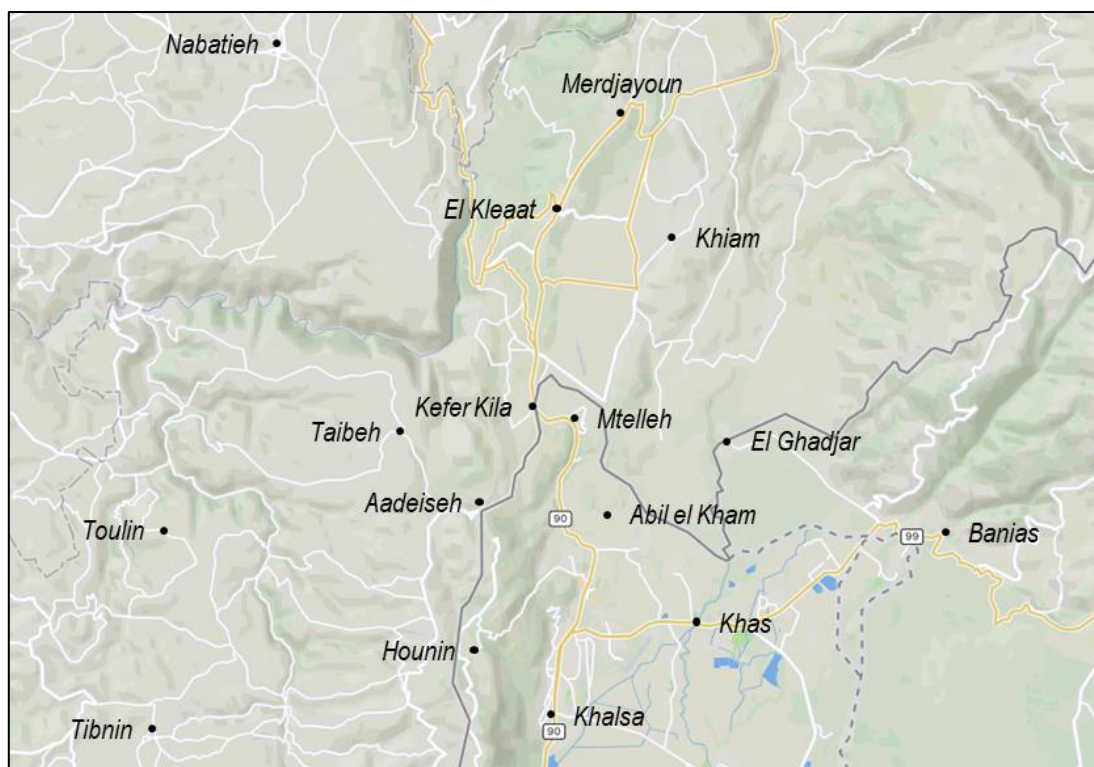 Nabatieh
Merdjayoun
El Kleaat
Khiam
Kefer Kila
Mtelleh
Taibeh
El Ghadjar
Aadeiseh
Toulin
90
Abil el Kham
99
Banias
Khas
Hounin
Khalsa
Tibnin
90